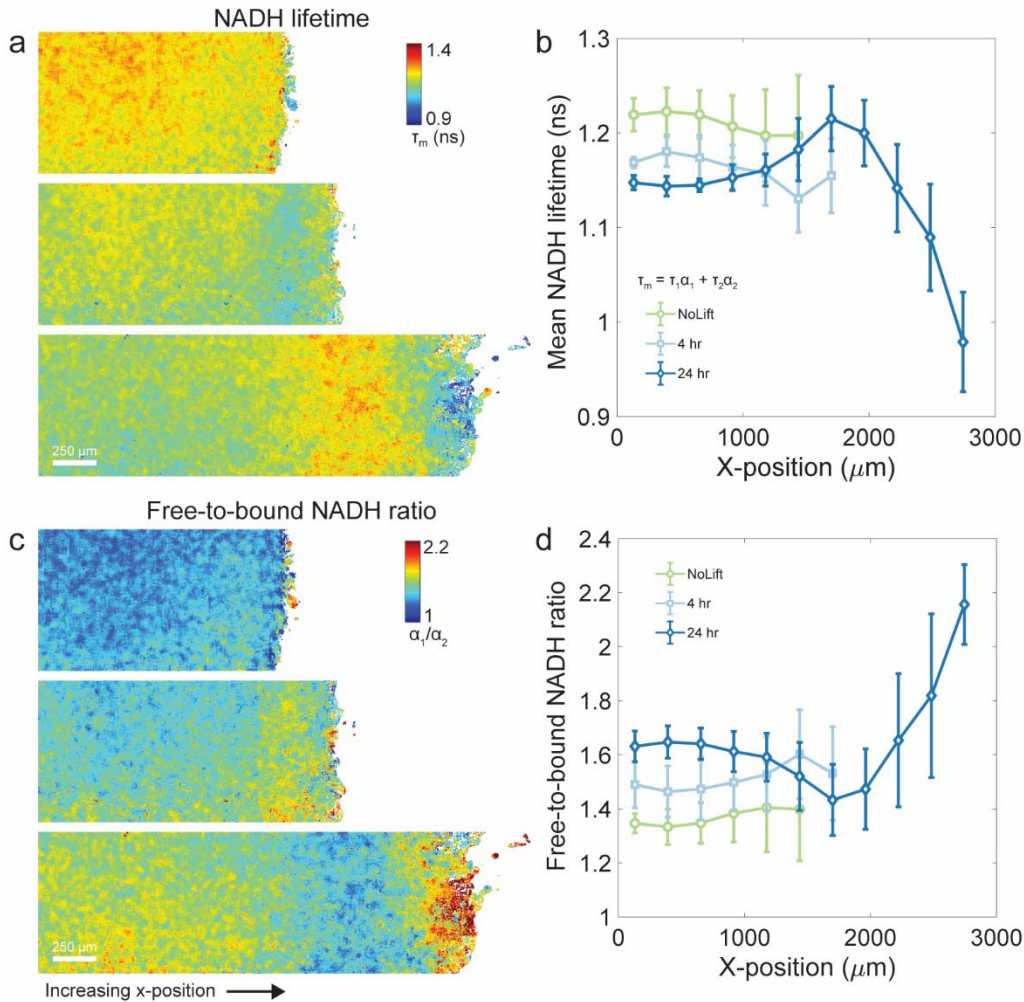 NADH lifetime
a
1.4
0.9
τm (ns)
250 μm
b
1.3
1.2
1.1
1
0.9
Mean NADH lifetime (ns)
τm = τ1α1 + τ2α2
NoLift
4 hr
24 hr
0
1000
2000
3000
X-position (μm)
Free-to-bound NADH ratio
c
2.2
1
α1/α2
250 μm
Increasing x-position
d
2.4
2.2
2
1.8
1.6
1.4
1.2
1
Free-to-bound NADH ratio
NoLift
4 hr
24 hr
0
1000
2000
3000
X-position (μm)